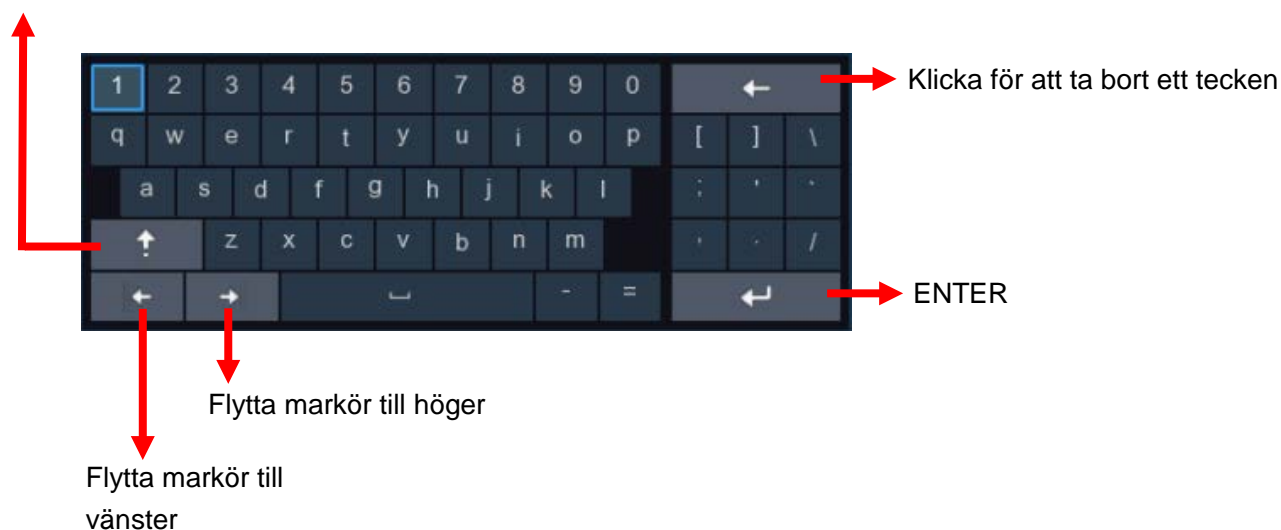 1 2 3 4 5 6 7 8 9 0
Klicka för att ta bort ett tecken
q w e r t y u i o p [ ] \
a s d f g h j k l ; ' `
z x c v b n m , . /
- =
ENTER
Flytta markör till höger
Flytta markör till
vänster